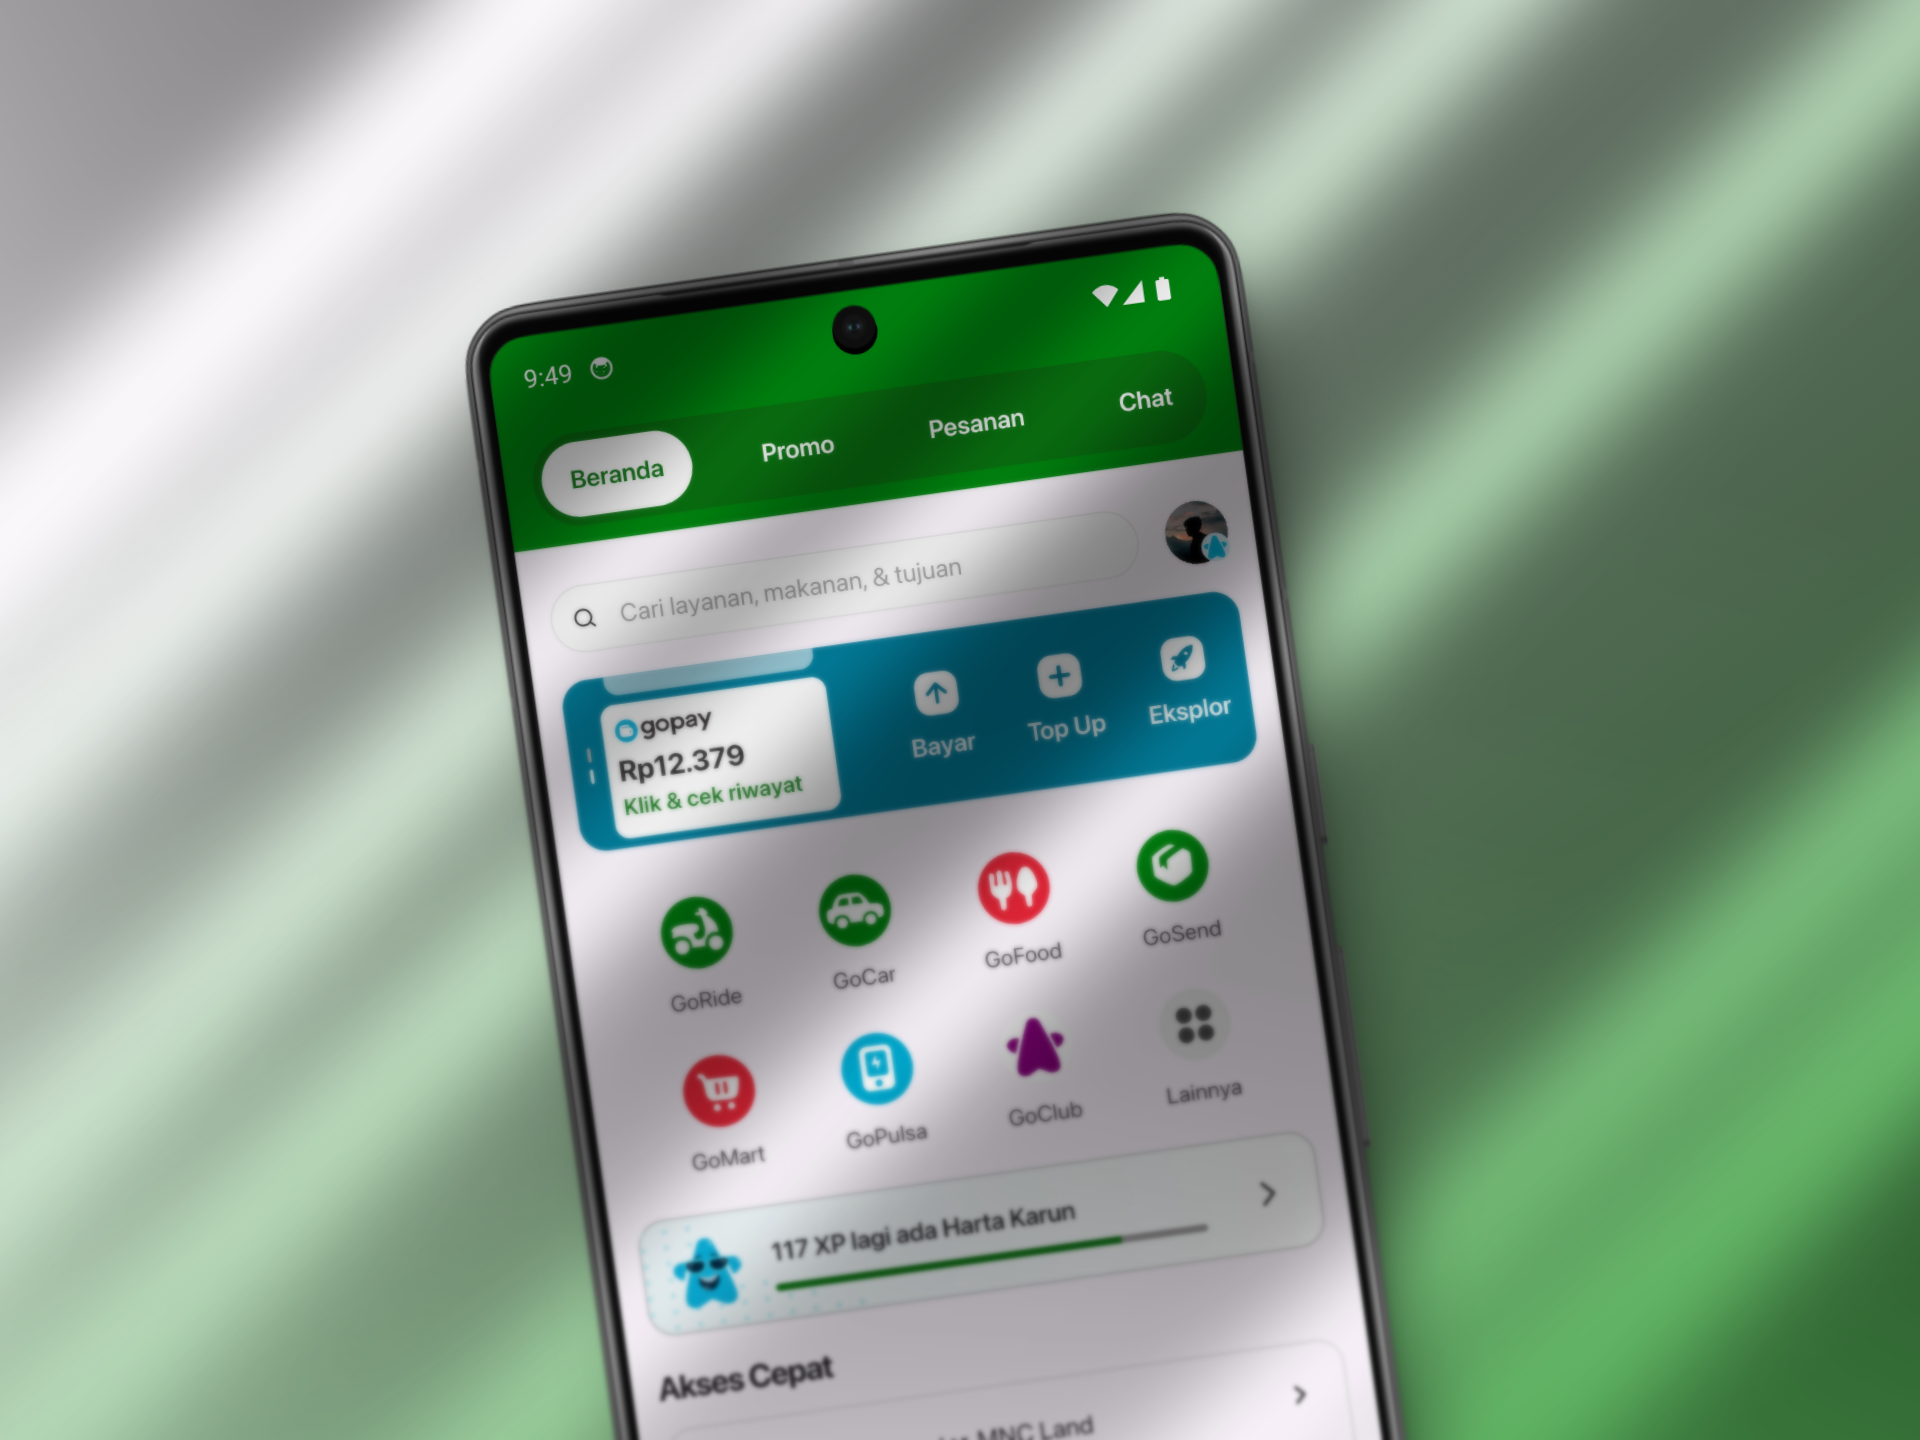 9:49
Beranda
Promo
Pesanan
Chat
Cari layanan, makanan, & tujuan
gopay
Rp12.379
Klik & cek riwayat
Bayar
Top Up
Eksplor
GoRide
GoCar
GoFood
GoSend
GoMart
GoPulsa
GoClub
Lainnya
117 XP lagi ada Harta Karun
Akses Cepat
MNC Land